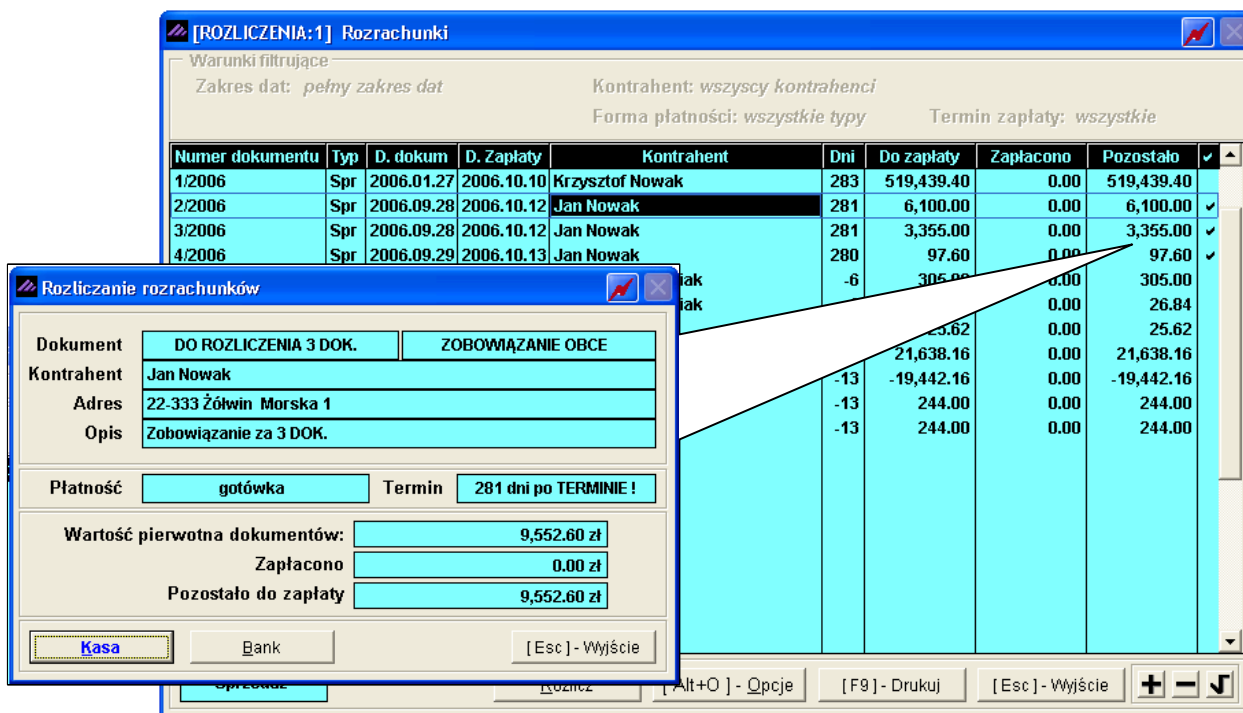 [ROZLICZENIA:1] Rozrachunki
Warunki filtrujące
Zakres dat: pełny zakres dat Kontrahent: wszyscy kontrahenci
Forma płatności: wszystkie typy Termin zapłaty: wszystkie
Numer dokumentu Typ D. dokum D. Zapłaty Kontrahent Dni Do zapłaty Zapłacono Pozostało ✓
1/2006 Spr 2006.01.27 2006.10.10 Krzysztof Nowak 283 519,439.40 0.00 519,439.40
2/2006 Spr 2006.09.28 2006.10.12 Jan Nowak 281 6,100.00 0.00 6,100.00 ✓
3/2006 Spr 2006.09.28 2006.10.12 Jan Nowak 281 3,355.00 0.00 3,355.00 ✓
4/2006 Spr 2006.09.29 2006.10.13 Jan Nowak 280 97.60 0.00 97.60 ✓
iak -6 305.00 0.00 305.00
iak 0.00 26.84
25.62 0.00 25.62
21,638.16 0.00 21,638.16
-13 -19,442.16 0.00 -19,442.16
-13 244.00 0.00 244.00
-13 244.00 0.00 244.00
Rozlicz [ Alt+O ] - Opcje [ F9 ] - Drukuj [ Esc ] - Wyjście
Rozliczanie rozrachunków
Dokument DO ROZLICZENIA 3 DOK. ZOBOWIĄZANIE OBCE
Kontrahent Jan Nowak
Adres 22-333 Żółwin Morska 1
Opis Zobowiązanie za 3 DOK.
Płatność gotówka Termin 281 dni po TERMINIE !
Wartość pierwotna dokumentów: 9,552.60 zł
Zapłacono 0.00 zł
Pozostało do zapłaty 9,552.60 zł
Kasa Bank [ Esc ] - Wyjście